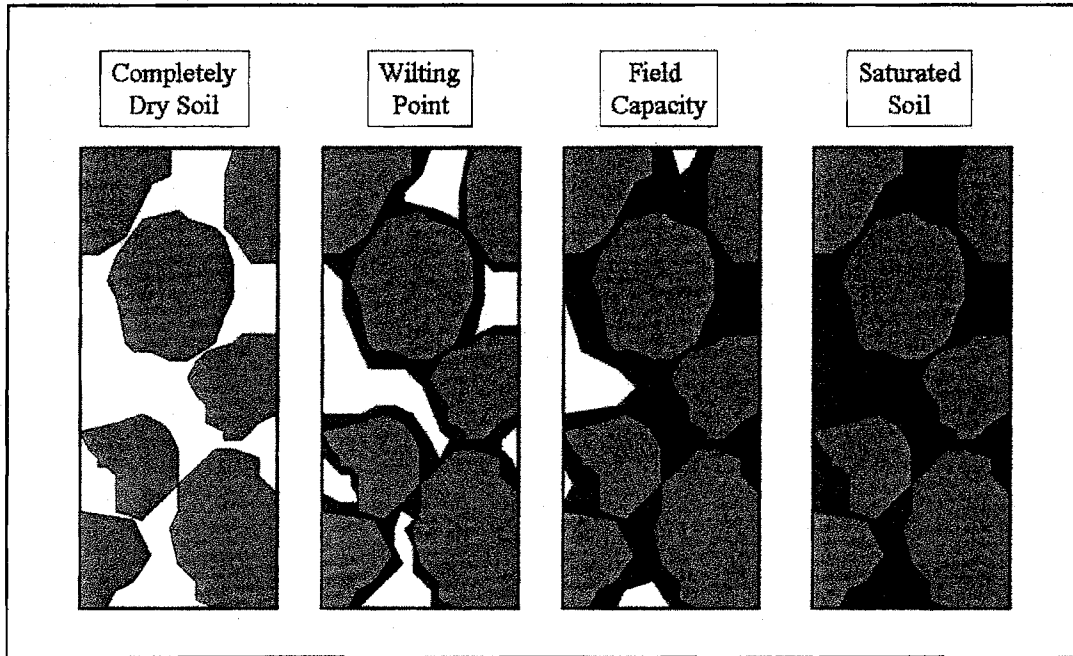 Completely
Dry Soil
Wilting
Point
Field
Capacity
Saturated
Soil